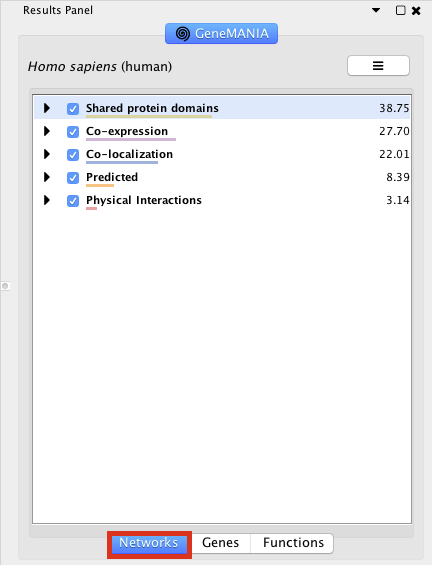 Results Panel
GeneMANIA
Homo sapiens (human)
Shared protein domains 38.75
Co-expression 27.70
Co-localization 22.01
Predicted 8.39
Physical Interactions 3.14
Networks Genes Functions